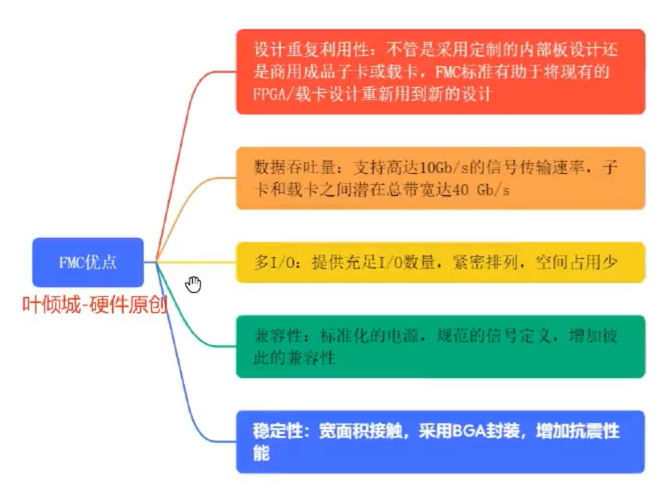 设计重复利用性：不管是采用定制的内部板设计还
是商用成品子卡或载卡，FMC标准有助于将现有的
FPGA/载卡设计重新用到新的设计
数据吞吐量：支持高达10Gb/s的信号传输速率，子
卡和载卡之间潜在总带宽达40 Gb/s
FMC优点
多I/O：提供充足I/O数量，紧密排列，空间占用少
叶倾城-硬件原创
兼容性：标准化的电源，规范的信号定义，增加彼
此的兼容性
稳定性：宽面积接触，采用BGA封装，增加抗震性
能